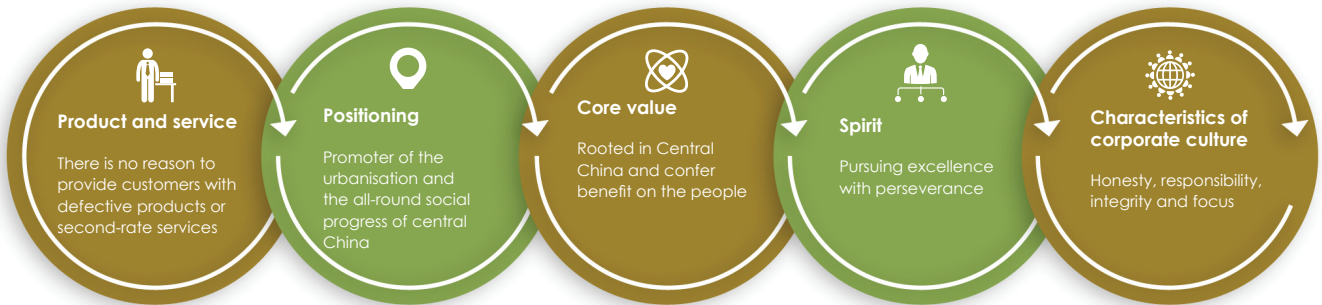 Product and service
There is no reason to
provide customers with
defective products or
second-rate services
Positioning
Promoter of the
urbanisation and
the all-round social
progress of central
China
Core value
Rooted in Central
China and confer
benefit on the people
Spirit
Pursuing excellence
with perseverance
Characteristics of
corporate culture
Honesty, responsibility,
integrity and focus